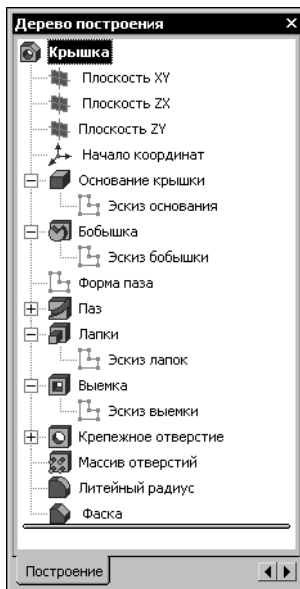 Дерево построения
Крышка
Плоскость XY
Плоскость ZX
Плоскость ZY
Начало координат
Основание крышки
Эскиз основания
Бобышка
Эскиз бобышки
Форма паза
Паз
Лапки
Эскиз лапок
Выемка
Эскиз выемки
Крепежное отверстие
Массив отверстий
Литейный радиус
Фаска
Построение